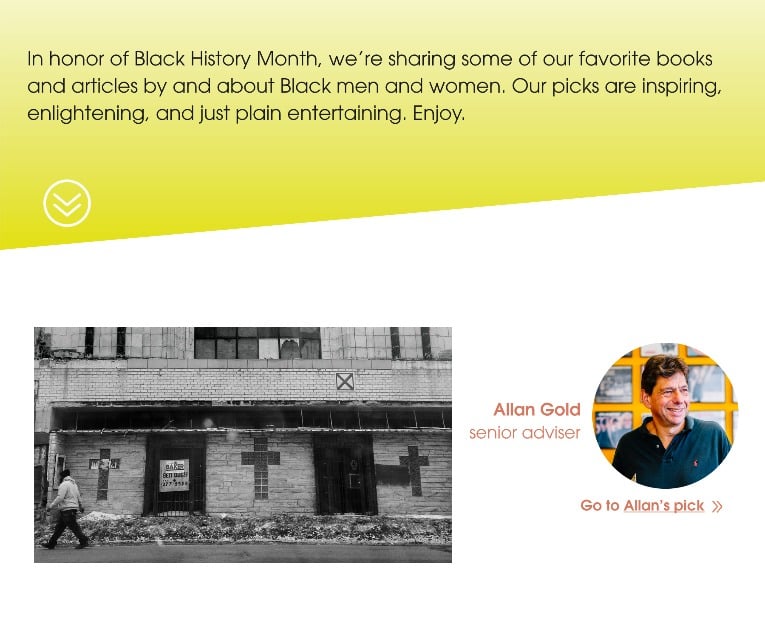 In honor of Black History Month, we’re sharing some of our favorite books
and articles by and about Black men and women. Our picks are inspiring,
enlightening, and just plain entertaining. Enjoy.
BAKER
Allan Gold
senior adviser
Go to Allan’s pick »